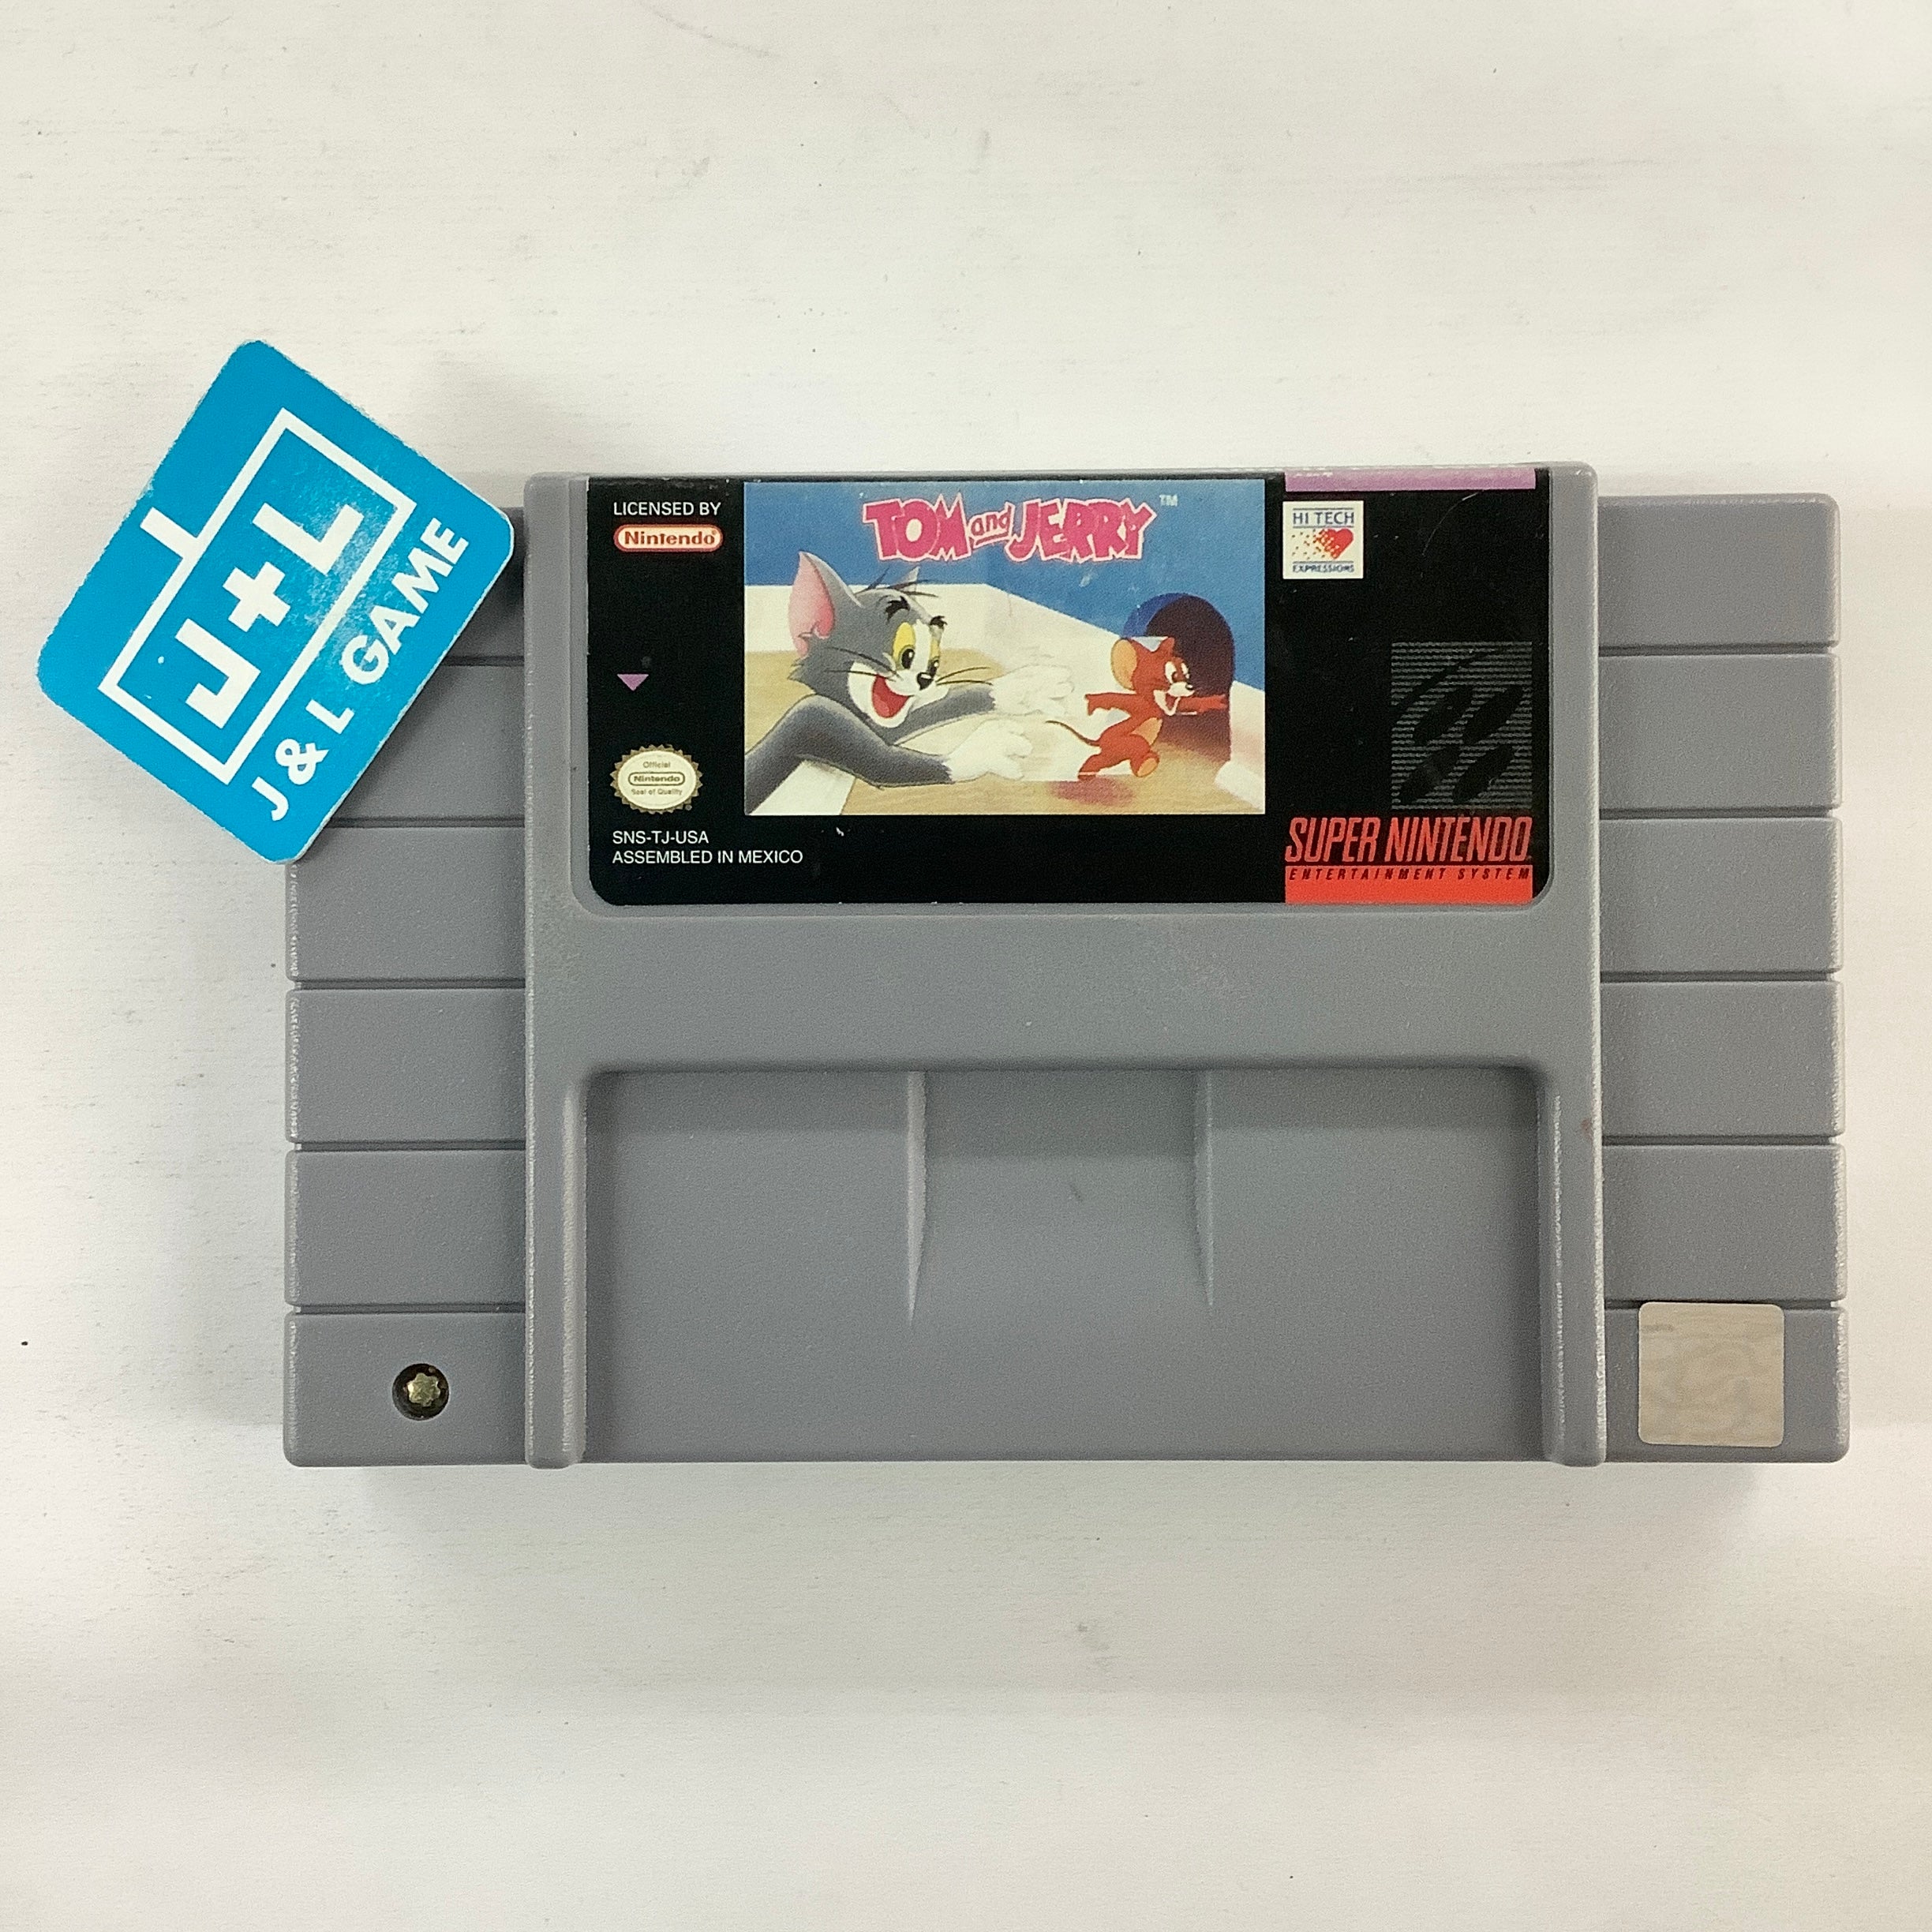 J+L
J & L GAME
LICENSED BY
Nintendo®
TOM and JERRY™
HI TECH
EXPRESSIONS
Official
Nintendo
Seal of Quality
SNS-TJ-USA
ASSEMBLED IN MEXICO
SUPER NINTENDO
ENTERTAINMENT SYSTEM